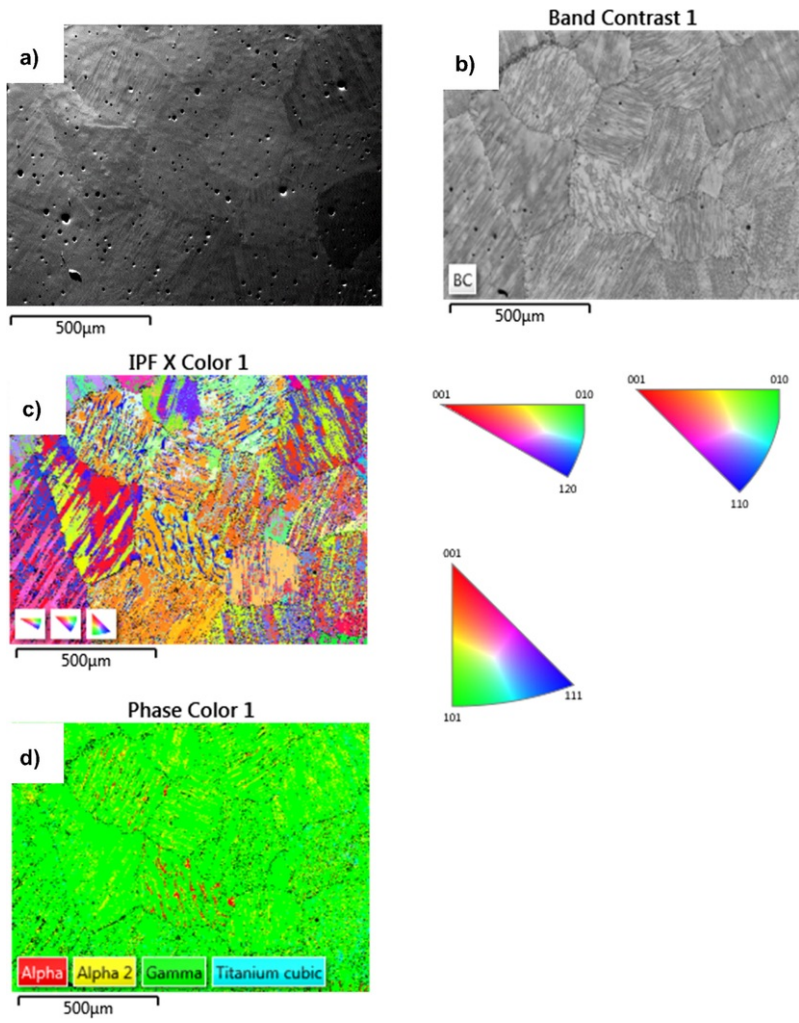 a)
500µm
Band Contrast 1
b)
BC
500µm
IPF X Color 1
c)
500µm
001 010
120
001 010
110
001
101 111
Phase Color 1
d)
Alpha Alpha 2 Gamma Titanium cubic
500µm